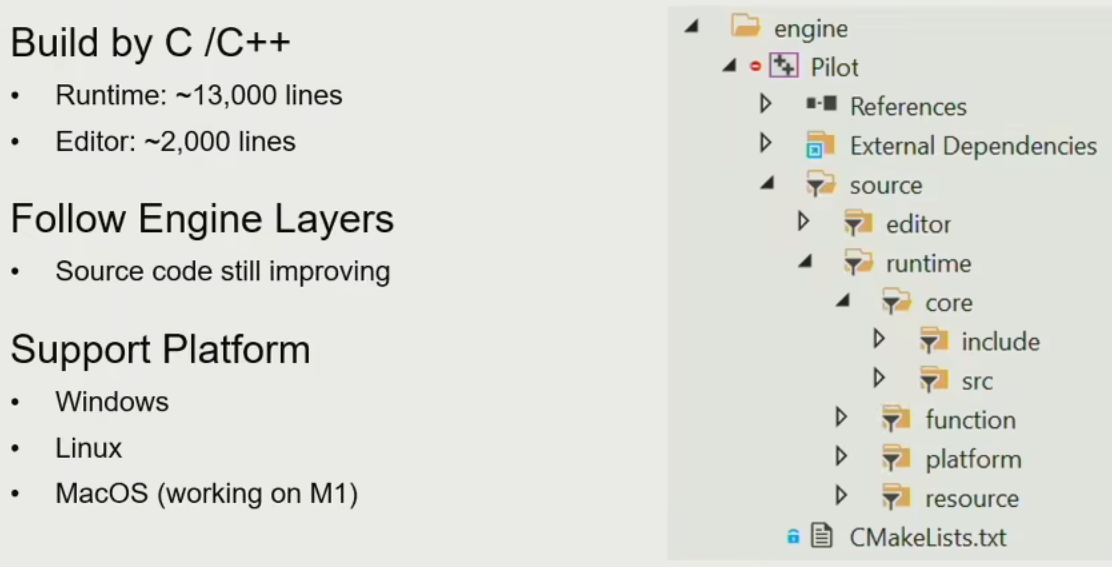 Build by C /C++
• Runtime: ~13,000 lines
• Editor: ~2,000 lines
Follow Engine Layers
• Source code still improving
Support Platform
• Windows
• Linux
• MacOS (working on M1)
engine
Pilot
References
External Dependencies
source
editor
runtime
core
include
src
function
platform
resource
CMakeLists.txt